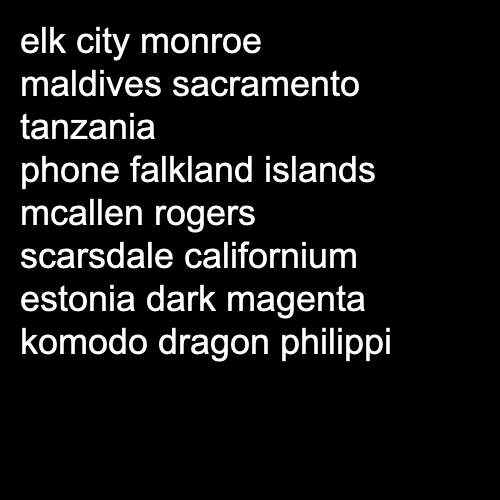 elk city monroe
maldives sacramento
tanzania
phone falkland islands
mcallen rogers
scarsdale californium
estonia dark magenta
komodo dragon philippi